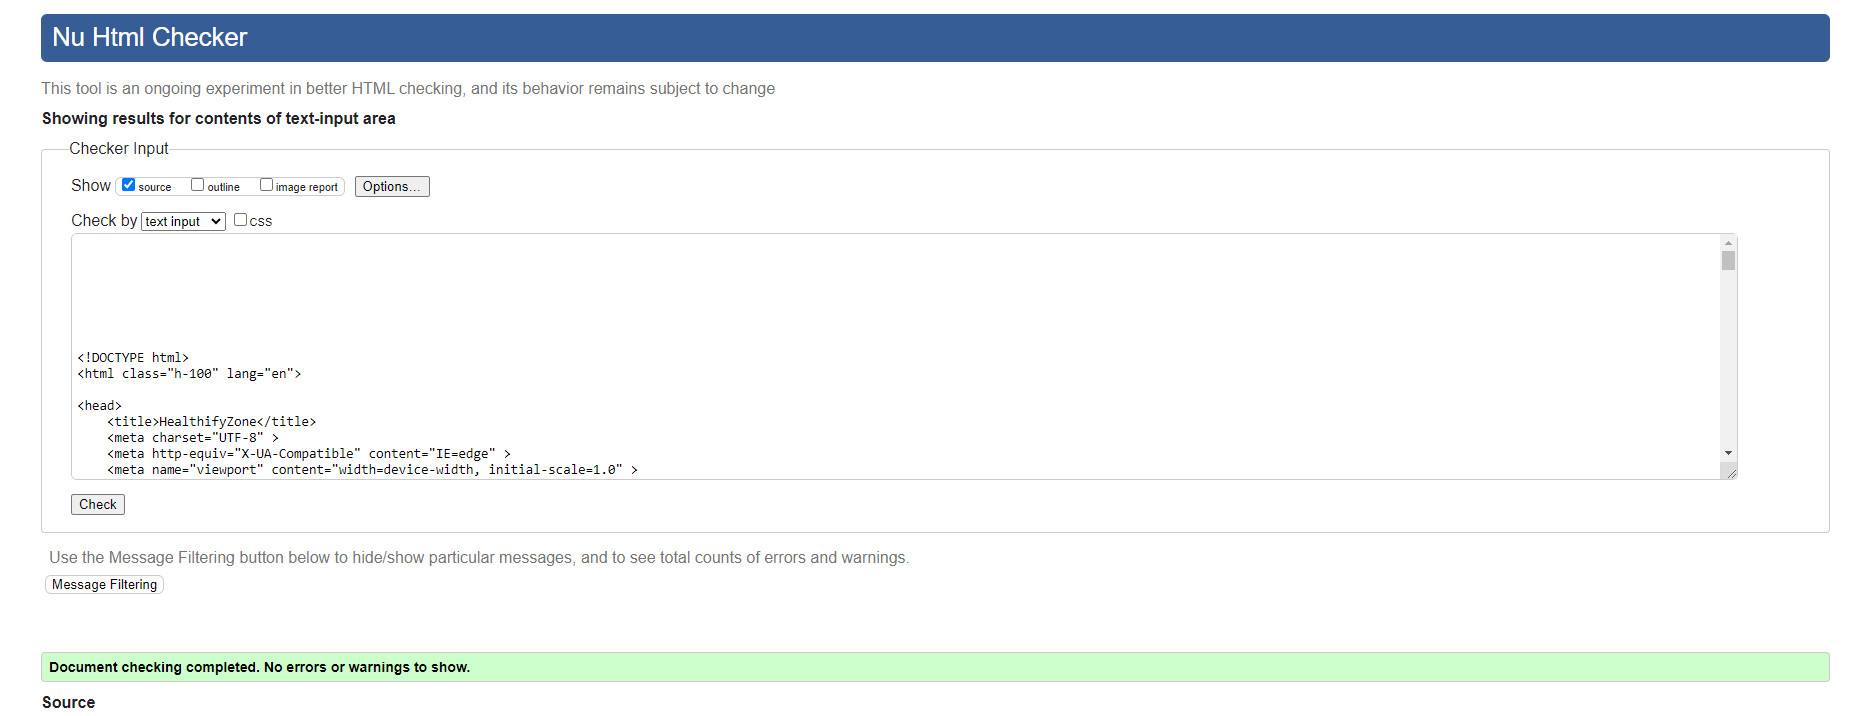 Nu Html Checker
This tool is an ongoing experiment in better HTML checking, and its behavior remains subject to change
Showing results for contents of text-input area
Checker Input
Show source outline image report Options...
Check by text input css
<!DOCTYPE html>
<html class="h-100" lang="en">
<head>
<title>HealthifyZone</title>
<meta charset="UTF-8" >
<meta http-equiv="X-UA-Compatible" content="IE=edge" >
<meta name="viewport" content="width=device-width, initial-scale=1.0" >
Check
Use the Message Filtering button below to hide/show particular messages, and to see total counts of errors and warnings.
Message Filtering
Document checking completed. No errors or warnings to show.
Source